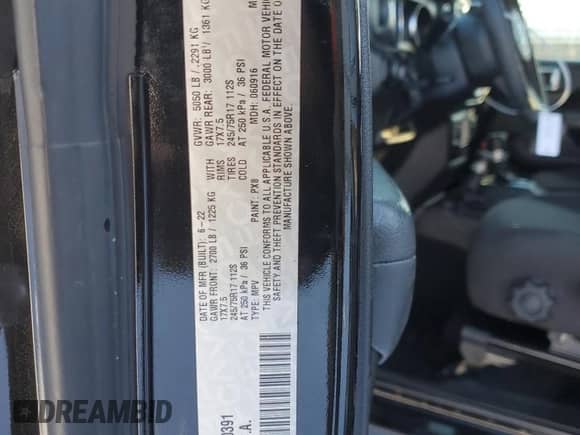 DATE OF MFR (BUILT): 6-22 GVWR: 5050 LB / .2291 KG
GAWR FRONT: 2700 LB / 1225 KG WITH GAWR REAR: 3000 LB / 1361 KG
17X7.5 RIMS 17X7.5
245/75R17 112S TIRES 245/75R17 112S
AT 250 kPa / 36 PSI COLD AT 250 kPa / 36 PSI
TYPE: MPV PAINT: PX8 MDH: 060916 M
THIS VEHICLE CONFORMS TO ALL APPLICABLE U.S.A. FEDERAL MOTOR VEHIC
SAFETY AND THEFT PREVENTION STANDARDS IN EFFECT ON THE DATE O
MANUFACTURE SHOWN ABOVE.
0391
.A.
DREAMBID